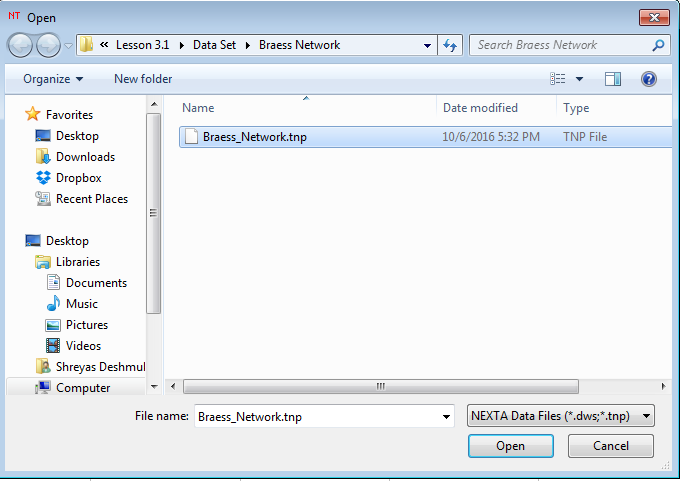 NT Open
« Lesson 3.1 Data Set Braess Network Search Braess Network
Organize New folder ?
Favorites
Desktop
Downloads
Dropbox
Recent Places
Desktop
Libraries
Documents
Music
Pictures
Videos
Shreyas Deshmul
Computer
Name Date modified Type
Braess_Network.tnp 10/6/2016 5:32 PM TNP File
File name: Braess_Network.tnp NEXTA Data Files (*.dws;*.tnp)
Open Cancel